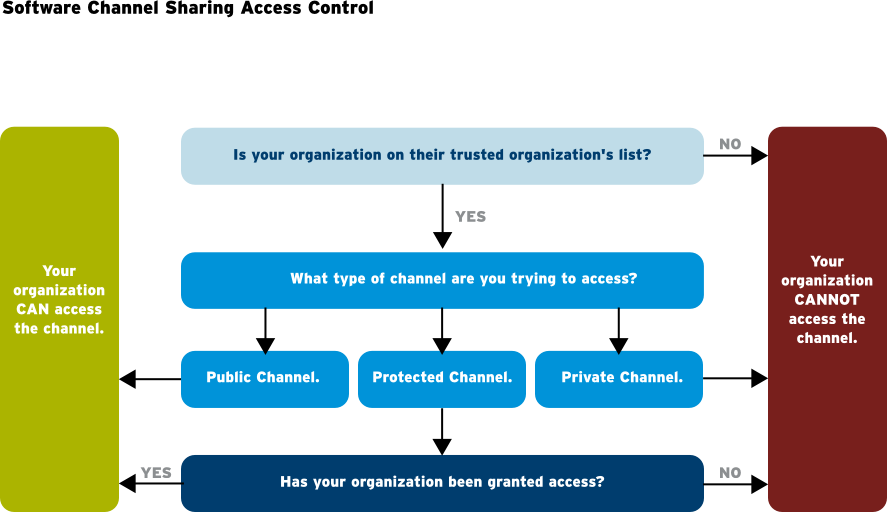 Software Channel Sharing Access Control
Is your organization on their trusted organization's list?
NO
YES
Your
organization
CAN access
the channel.
What type of channel are you trying to access?
Your
organization
CANNOT
access the
channel.
Public Channel.
Protected Channel.
Private Channel.
YES
Has your organization been granted access?
NO